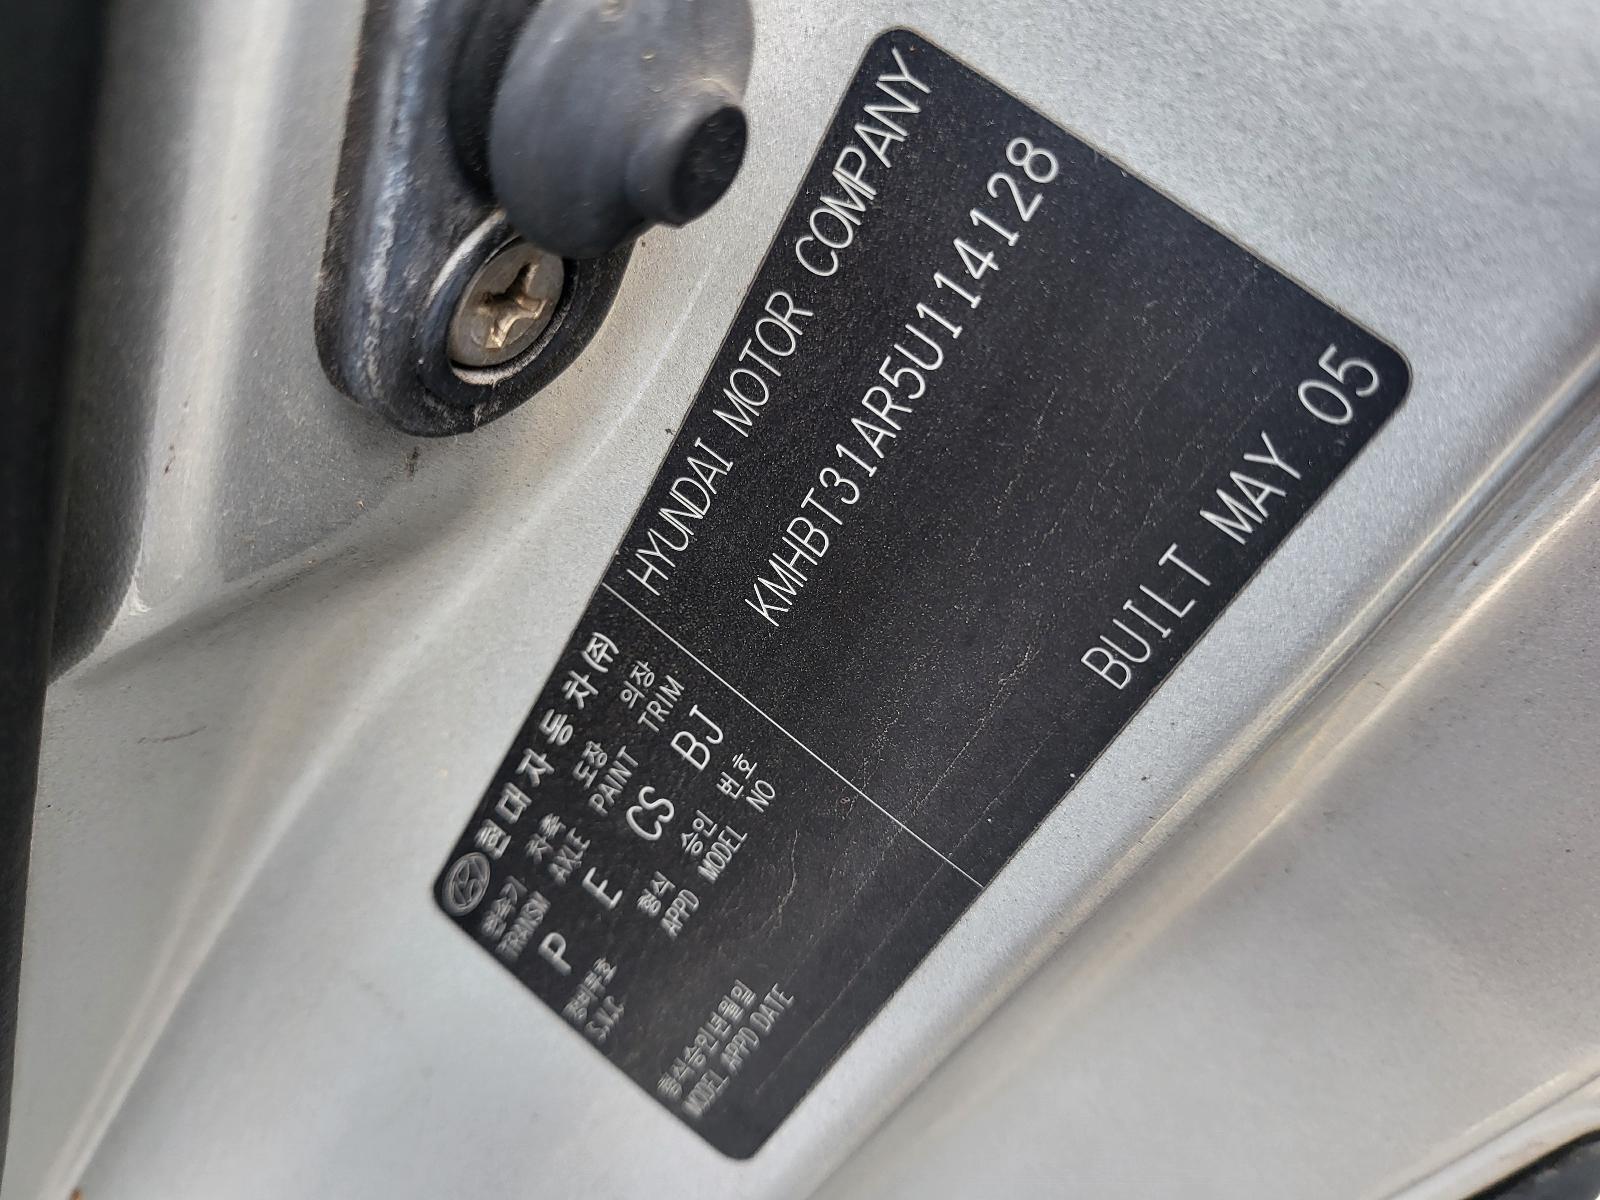 현대자동차(주)
HYUNDAI MOTOR COMPANY
변속기 차축 도장 의장
TRANSM AXLE PAINT TRIM
P E CS BJ
KMHBT31AR5U114128
형식 승인 번호
S.N.C APPD MODEL NO
형식승인년월일
MODEL APPD DATE
BUILT MAY 05